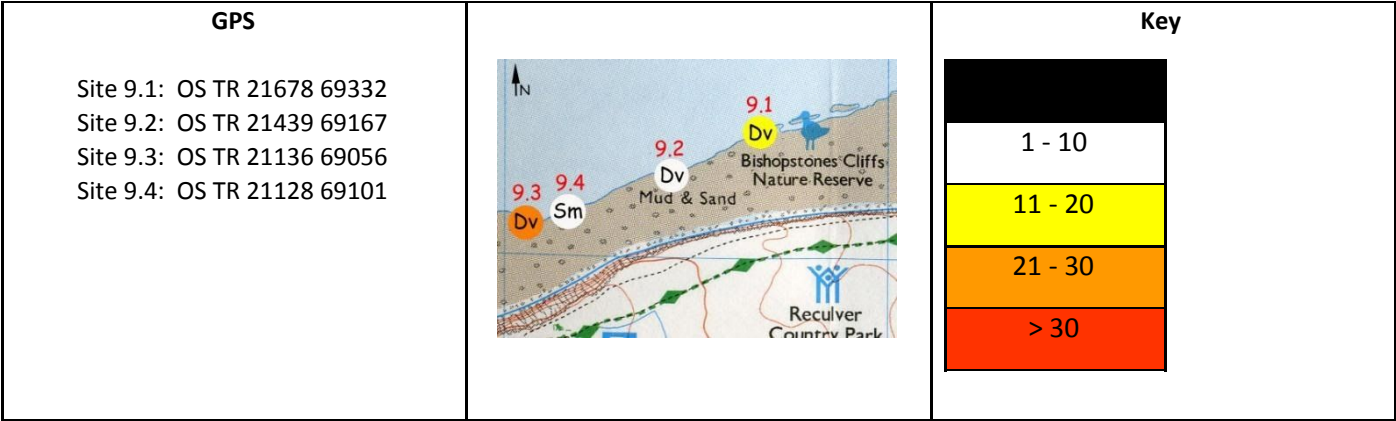 GPS
Site 9.1: OS TR 21678 69332
Site 9.2: OS TR 21439 69167
Site 9.3: OS TR 21136 69056
Site 9.4: OS TR 21128 69101
N
9.1
Dv
Bishopstones Cliffs
Nature Reserve
9.2
Dv
Mud & Sand
9.3
Dv
9.4
Sm
Reculver
Country Park
Key
1 - 10
11 - 20
21 - 30
> 30